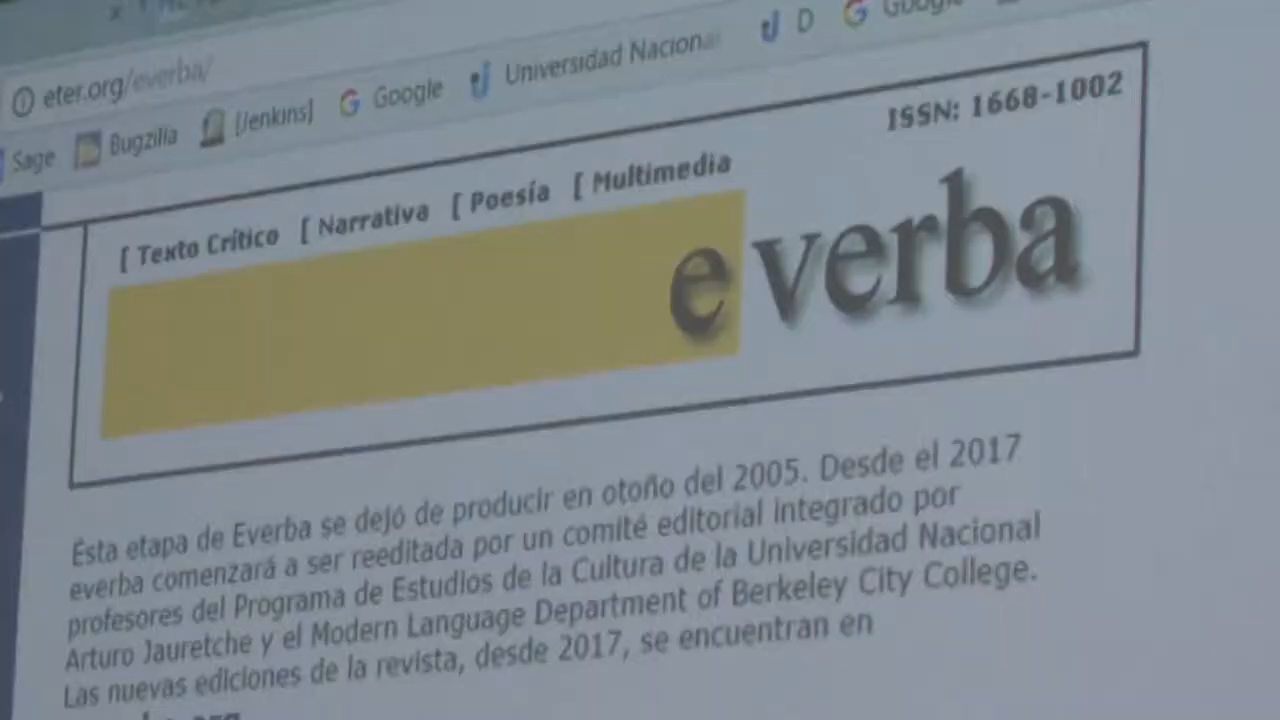 eter.org/everba/
Sage Bugzilla [Jenkins] Google Universidad Nacional D Google
ISSN: 1668-1002
[ Texto Crítico [ Narrativa [ Poesía [ Multimedia
everba
Esta etapa de Everba se dejó de producir en otoño del 2005. Desde el 2017
everba comenzará a ser reeditada por un comité editorial integrado por
profesores del Programa de Estudios de la Cultura de la Universidad Nacional
Arturo Jauretche y el Modern Language Department of Berkeley City College.
Las nuevas ediciones de la revista, desde 2017, se encuentran en